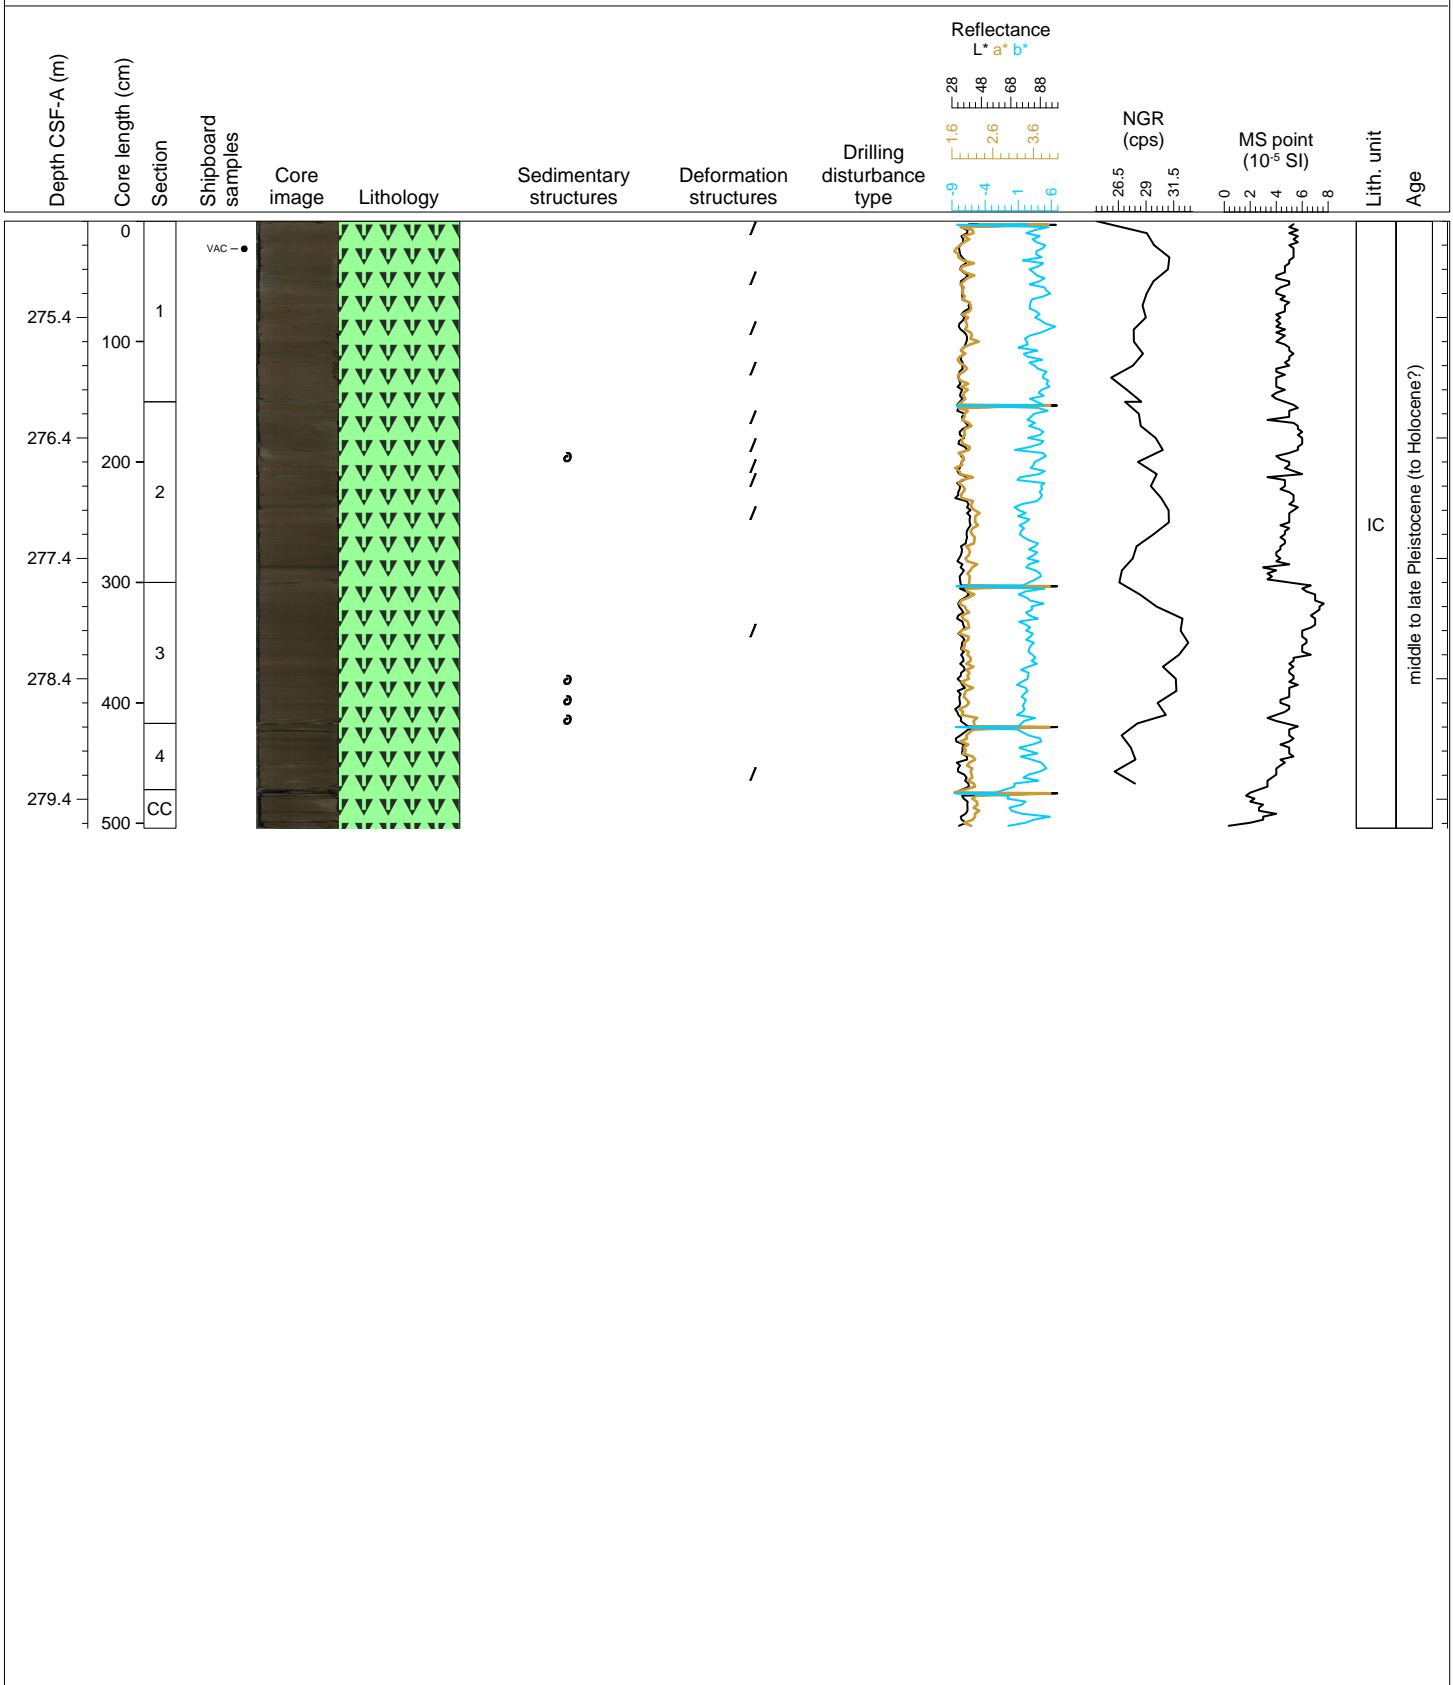 Depth CSF-A (m)
Core length (cm)
Section
Shipboard
samples
Core
image
Lithology
Sedimentary
structures
Deformation
structures
Drilling
disturbance
type
Reflectance
L* a* b*
28 48 68 88
1.6 2.6 3.6
-9 -4 1 6
NGR
(cps)
26.5 29 31.5
MS point
(10-5 SI)
0 2 4 6 8
Lith. unit
Age
0
VAC
1
275.4
100
276.4
200
2
277.4
300
3
278.4
400
4
279.4
CC
500
IC
middle to late Pleistocene (to Holocene?)